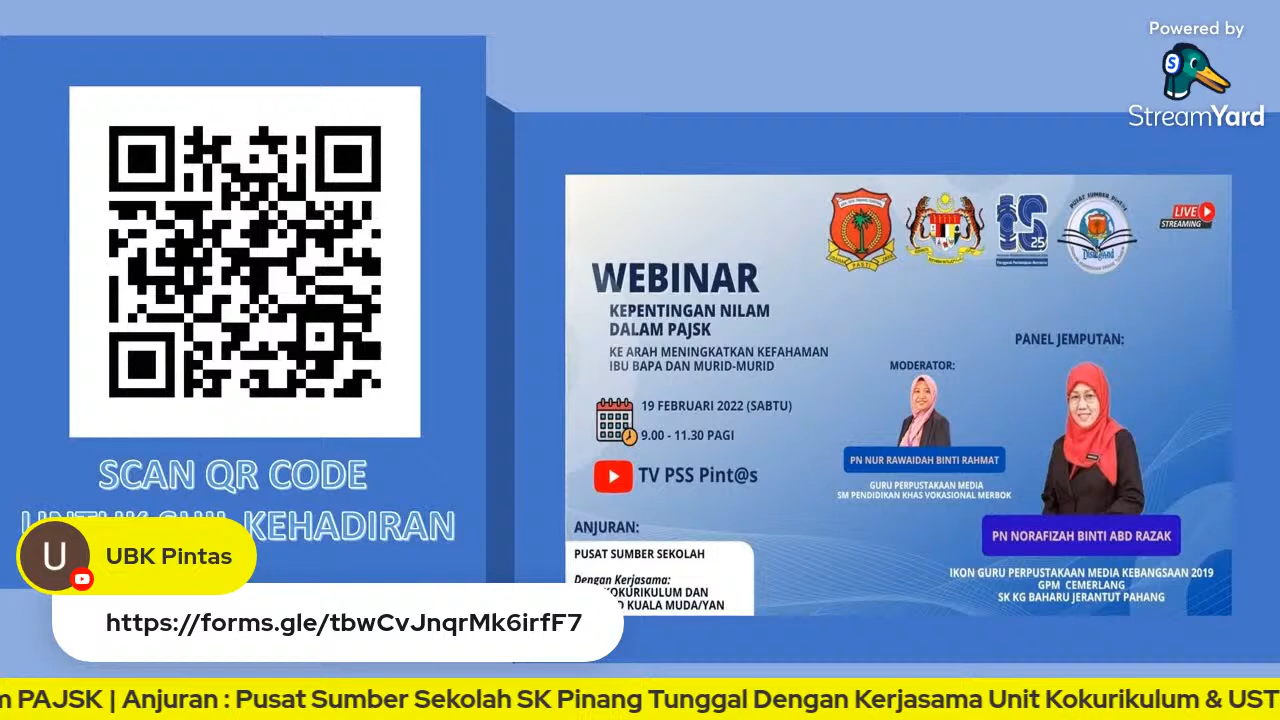 Powered by
StreamYard
LIVE
STREAMING
WEBINAR
KEPENTINGAN NILAM
DALAM PAJSK
KE ARAH MENINGKATKAN KEFAHAMAN
IBU BAPA DAN MURID-MURID
19 FEBRUARI 2022 (SABTU)
9.00 - 11.30 PAGI
TV PSS Pint@s
ANJURAN:
PUSAT SUMBER SEKOLAH
Dengan Kerjasama:
KOKURIKULUM DAN
KUALA MUDA/YAN
MODERATOR:
PN NUR RAWAIDAH BINTI RAHMAT
GURU PERPUSTAKAAN MEDIA
SM PENDIDIKAN KHAS VOKASIONAL MERBOK
PANEL JEMPUTAN:
PN NORAFIZAH BINTI ABD RAZAK
IKON GURU PERPUSTAKAAN MEDIA KEBANGSAAN 2019
GPM CEMERLANG
SK KG BAHARU JERANTUT PAHANG
SCAN QR CODE
KEHADIRAN
U
UBK Pintas
https://forms.gle/tbwCvJnqrMk6irfF7
m PAJSK | Anjuran : Pusat Sumber Sekolah SK Pinang Tunggal Dengan Kerjasama Unit Kokurikulum & UST